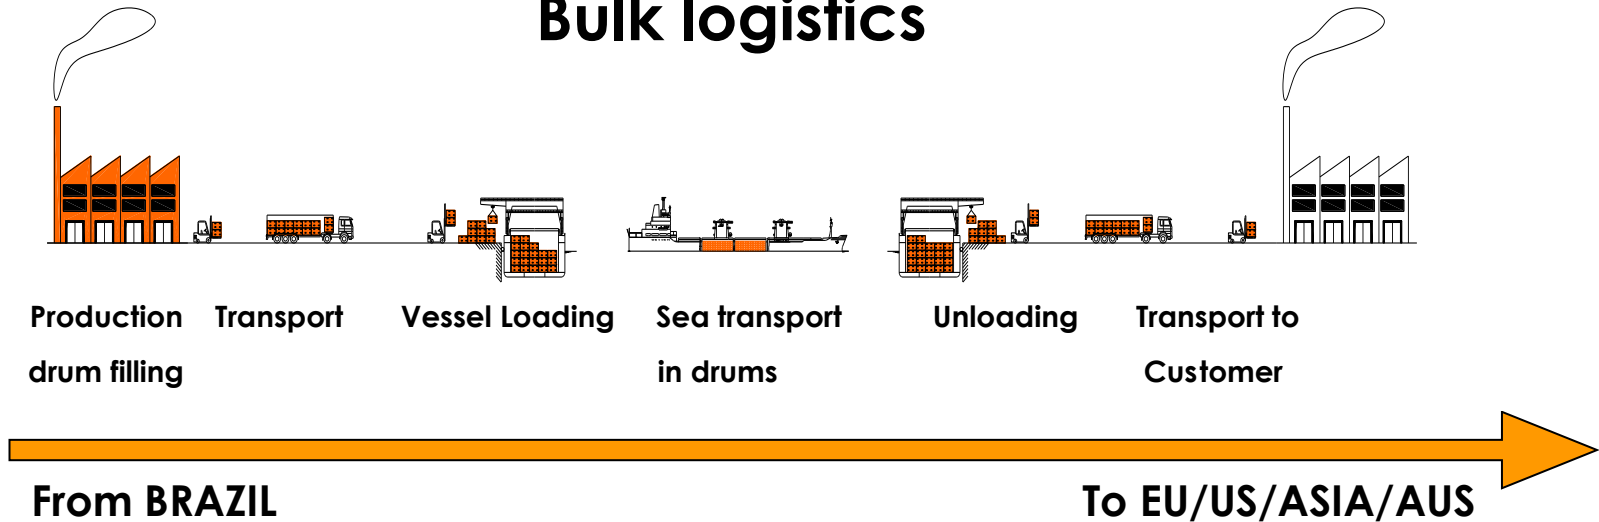 Bulk logistics
Production Transport Vessel Loading Sea transport Unloading Transport to
drum filling in drums Customer
From BRAZIL To EU/US/ASIA/AUS